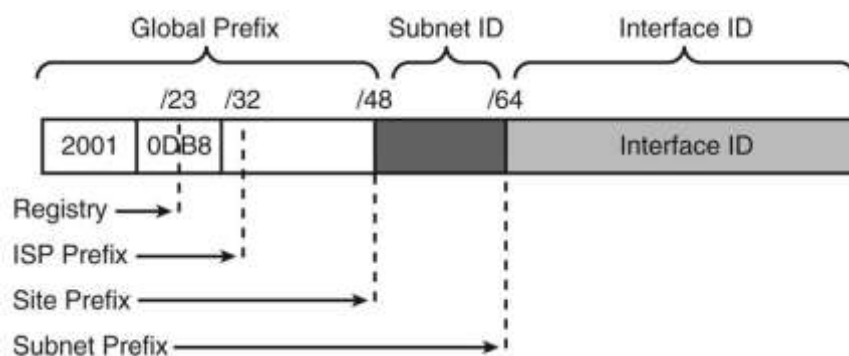 Global Prefix Subnet ID Interface ID
/23 /32 /48 /64
2001 0DB8 Interface ID
Registry
ISP Prefix
Site Prefix
Subnet Prefix